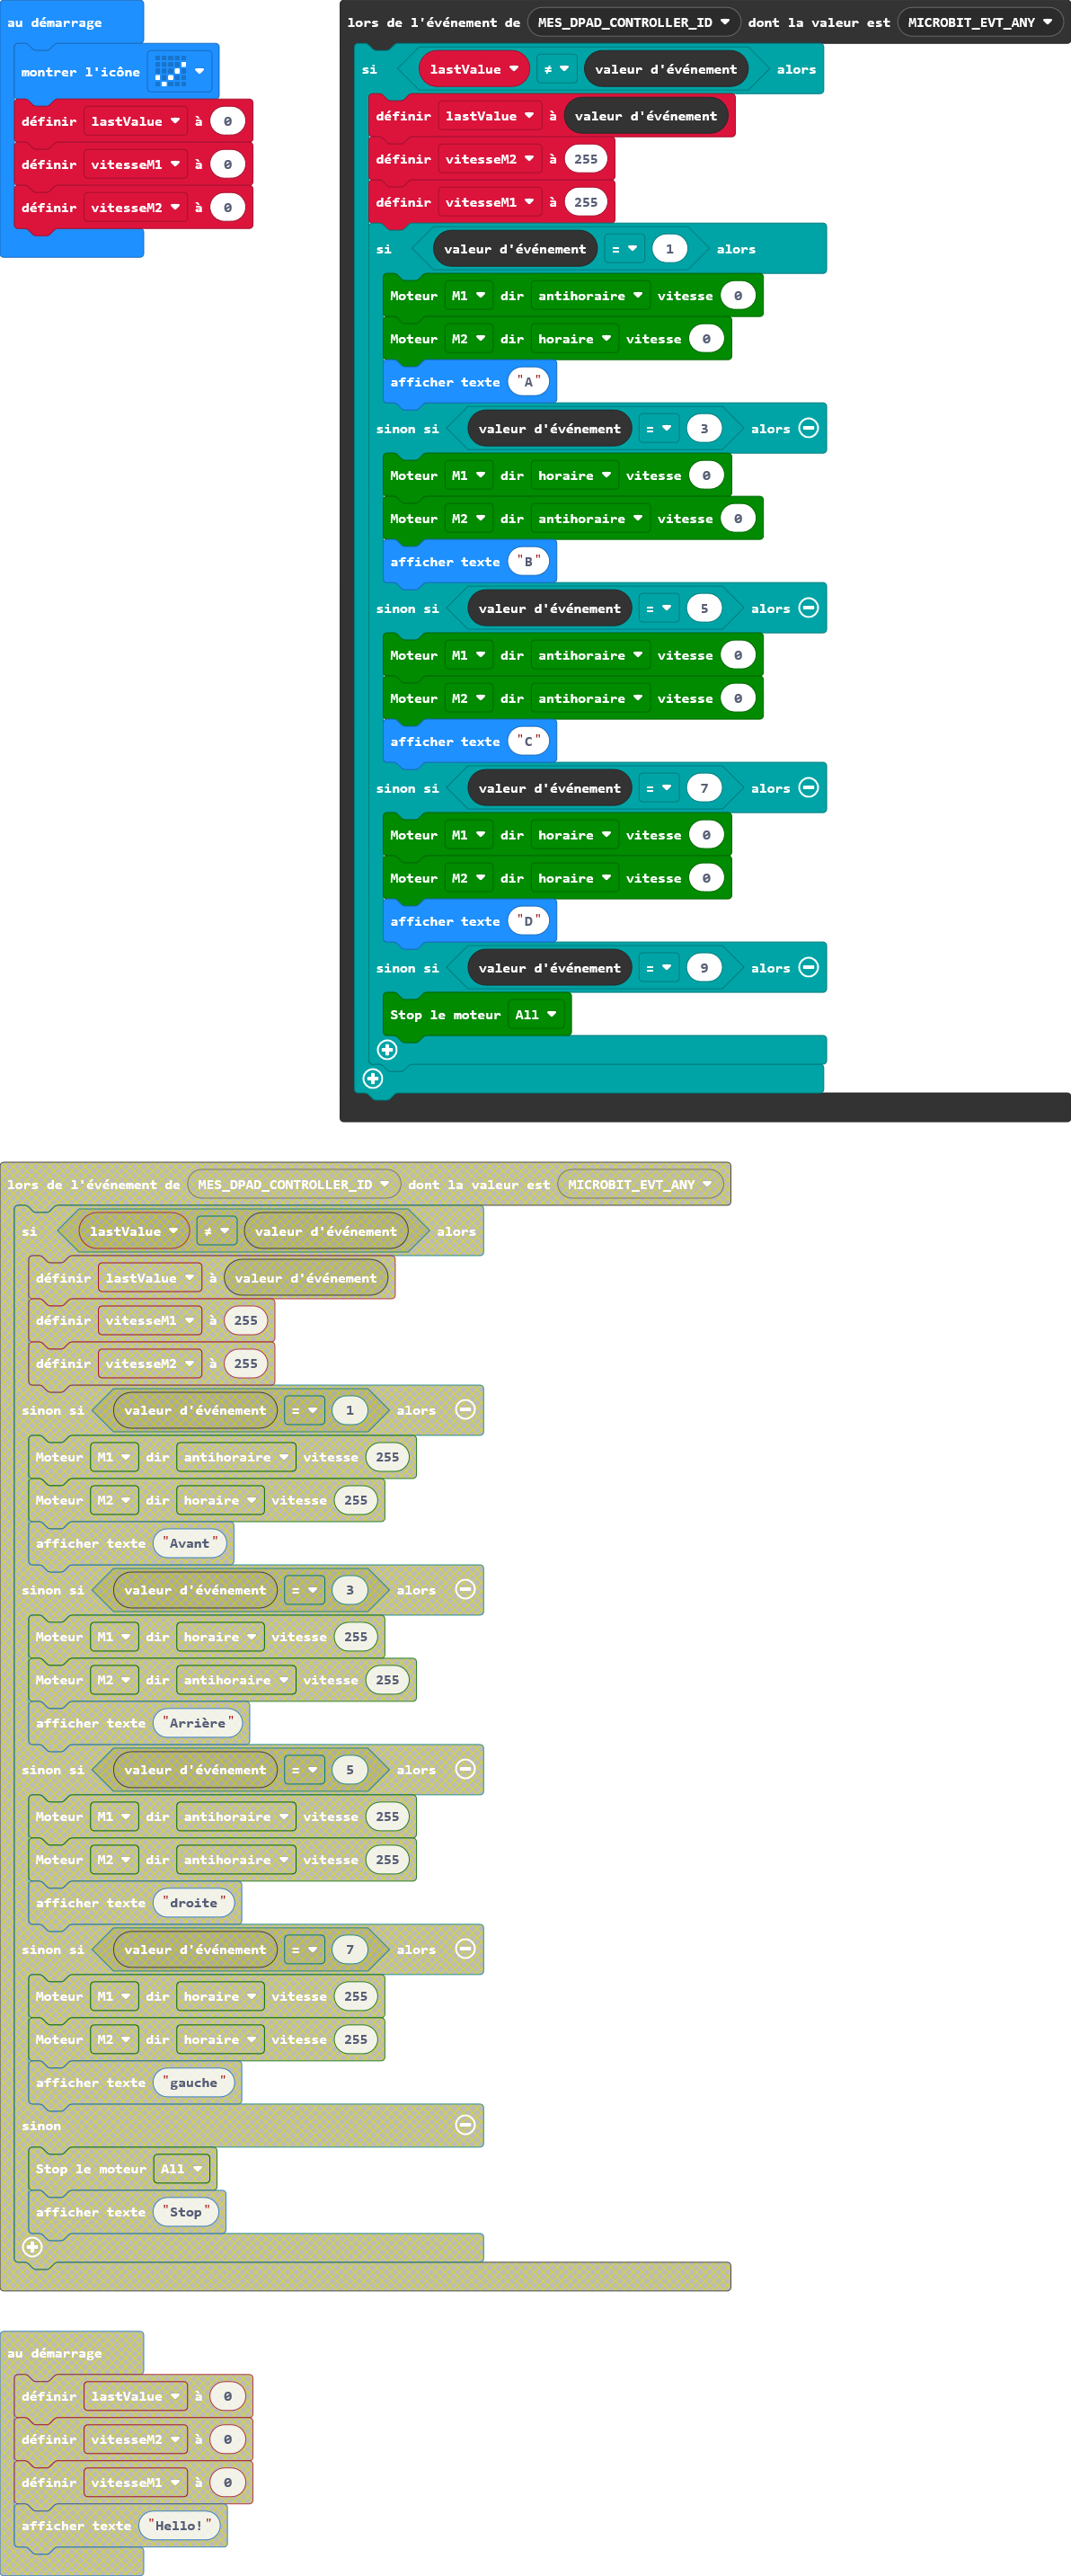 au démarrage
montrer l'icône
définir lastValue à 0
définir vitesseM1 à 0
définir vitesseM2 à 0
lors de l'événement de MES_DPAD_CONTROLLER_ID dont la valeur est MICROBIT_EVT_ANY
si lastValue ≠ valeur d'événement alors
définir lastValue à valeur d'événement
définir vitesseM2 à 255
définir vitesseM1 à 255
si valeur d'événement = 1 alors
Moteur M1 dir antihoraire vitesse 0
Moteur M2 dir horaire vitesse 0
afficher texte "A"
sinon si valeur d'événement = 3 alors
Moteur M1 dir horaire vitesse 0
Moteur M2 dir antihoraire vitesse 0
afficher texte "B"
sinon si valeur d'événement = 5 alors
Moteur M1 dir antihoraire vitesse 0
Moteur M2 dir antihoraire vitesse 0
afficher texte "C"
sinon si valeur d'événement = 7 alors
Moteur M1 dir horaire vitesse 0
Moteur M2 dir horaire vitesse 0
afficher texte "D"
sinon si valeur d'événement = 9 alors
Stop le moteur All
lors de l'événement de MES_DPAD_CONTROLLER_ID dont la valeur est MICROBIT_EVT_ANY
si lastValue ≠ valeur d'événement alors
définir lastValue à valeur d'événement
définir vitesseM1 à 255
définir vitesseM2 à 255
sinon si valeur d'événement = 1 alors
Moteur M1 dir antihoraire vitesse 255
Moteur M2 dir horaire vitesse 255
afficher texte "Avant"
sinon si valeur d'événement = 3 alors
Moteur M1 dir horaire vitesse 255
Moteur M2 dir antihoraire vitesse 255
afficher texte "Arrière"
sinon si valeur d'événement = 5 alors
Moteur M1 dir antihoraire vitesse 255
Moteur M2 dir antihoraire vitesse 255
afficher texte "droite"
sinon si valeur d'événement = 7 alors
Moteur M1 dir horaire vitesse 255
Moteur M2 dir horaire vitesse 255
afficher texte "gauche"
sinon
Stop le moteur All
afficher texte "Stop"
au démarrage
définir lastValue à 0
définir vitesseM2 à 0
définir vitesseM1 à 0
afficher texte "Hello!"